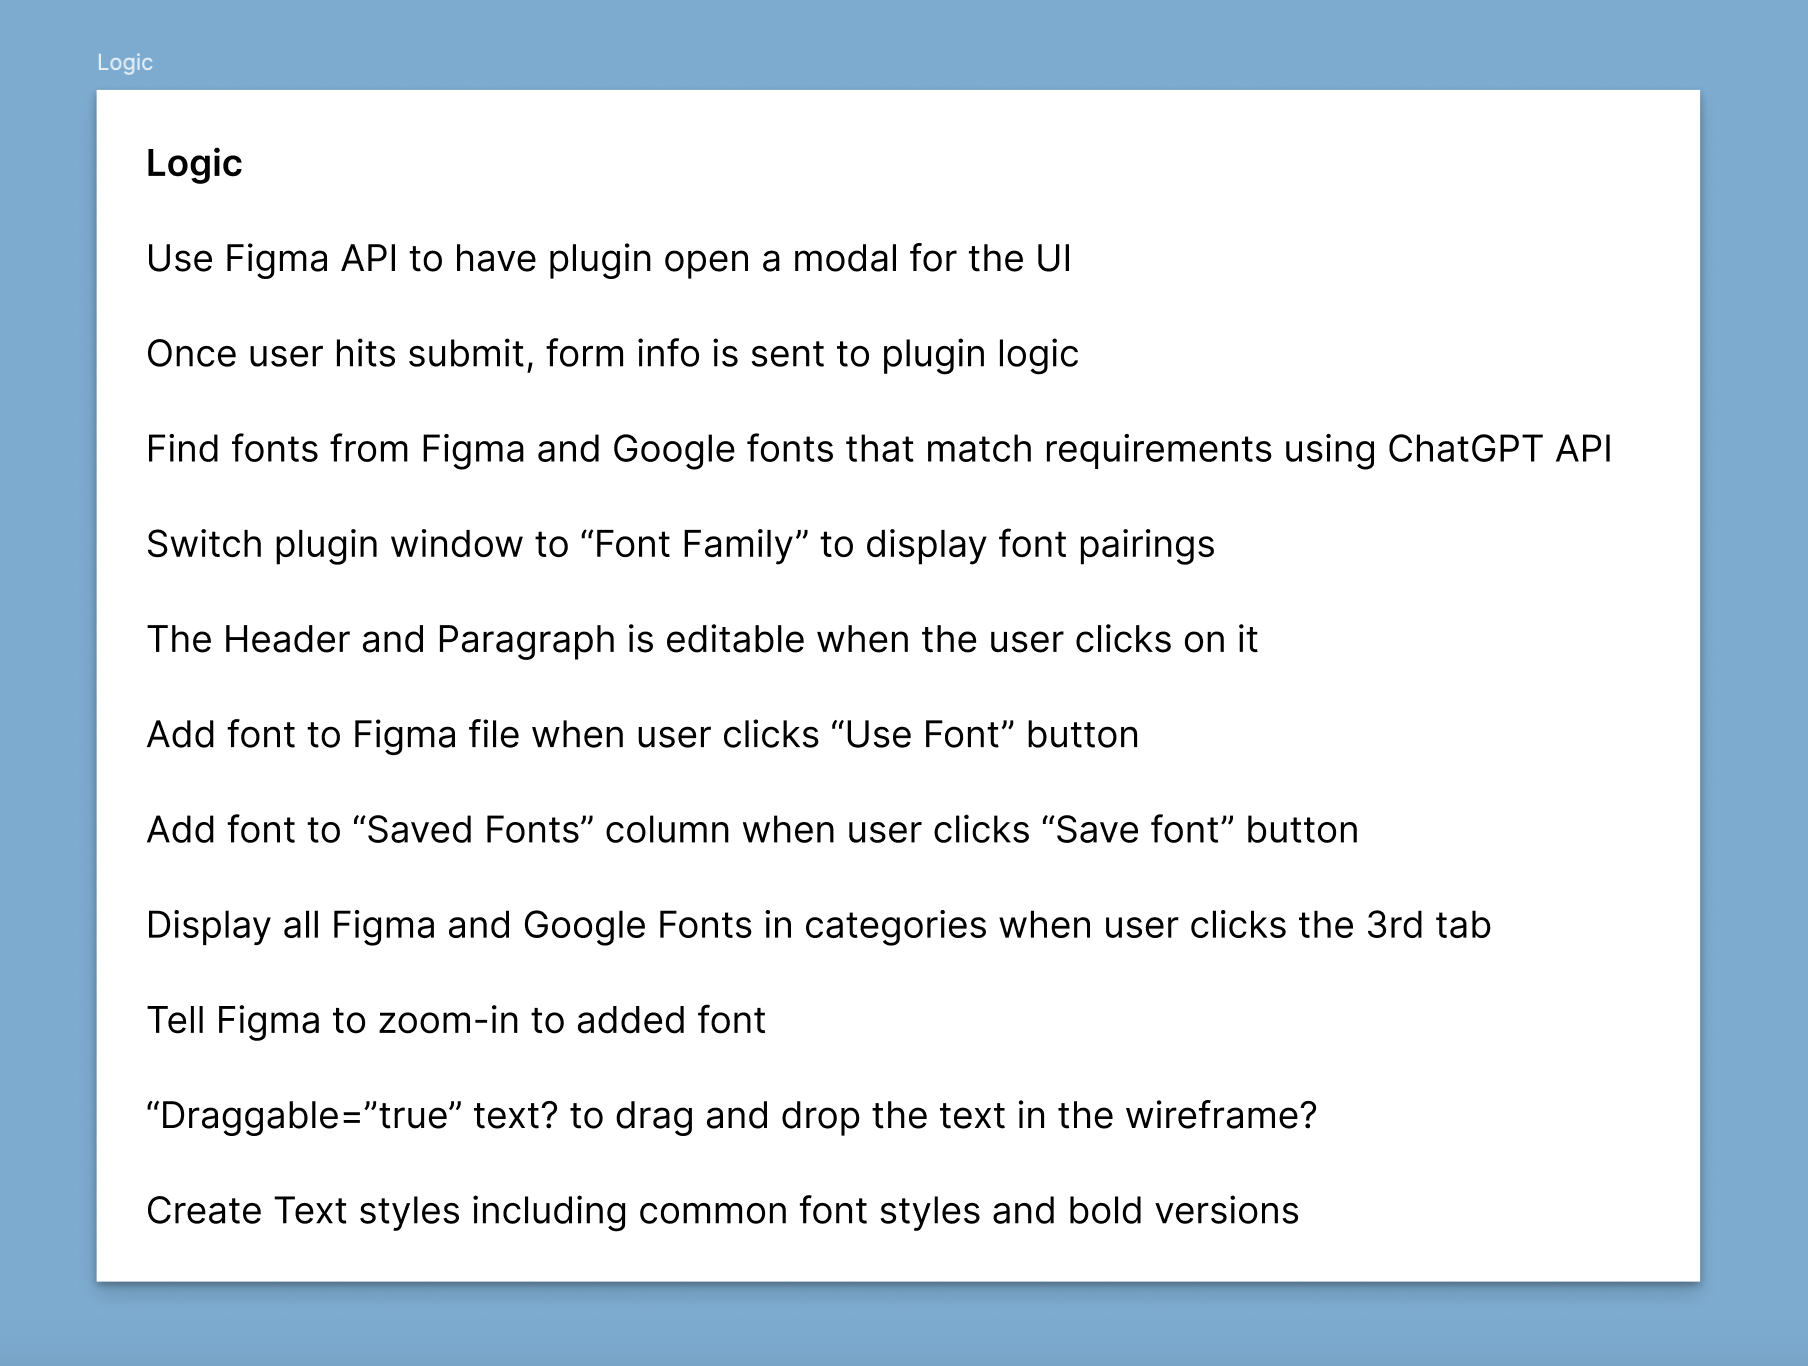 Logic
Logic
Use Figma API to have plugin open a modal for the UI
Once user hits submit, form info is sent to plugin logic
Find fonts from Figma and Google fonts that match requirements using ChatGPT API
Switch plugin window to “Font Family” to display font pairings
The Header and Paragraph is editable when the user clicks on it
Add font to Figma file when user clicks “Use Font” button
Add font to “Saved Fonts” column when user clicks “Save font” button
Display all Figma and Google Fonts in categories when user clicks the 3rd tab
Tell Figma to zoom-in to added font
“Draggable=”true” text? to drag and drop the text in the wireframe?
Create Text styles including common font styles and bold versions